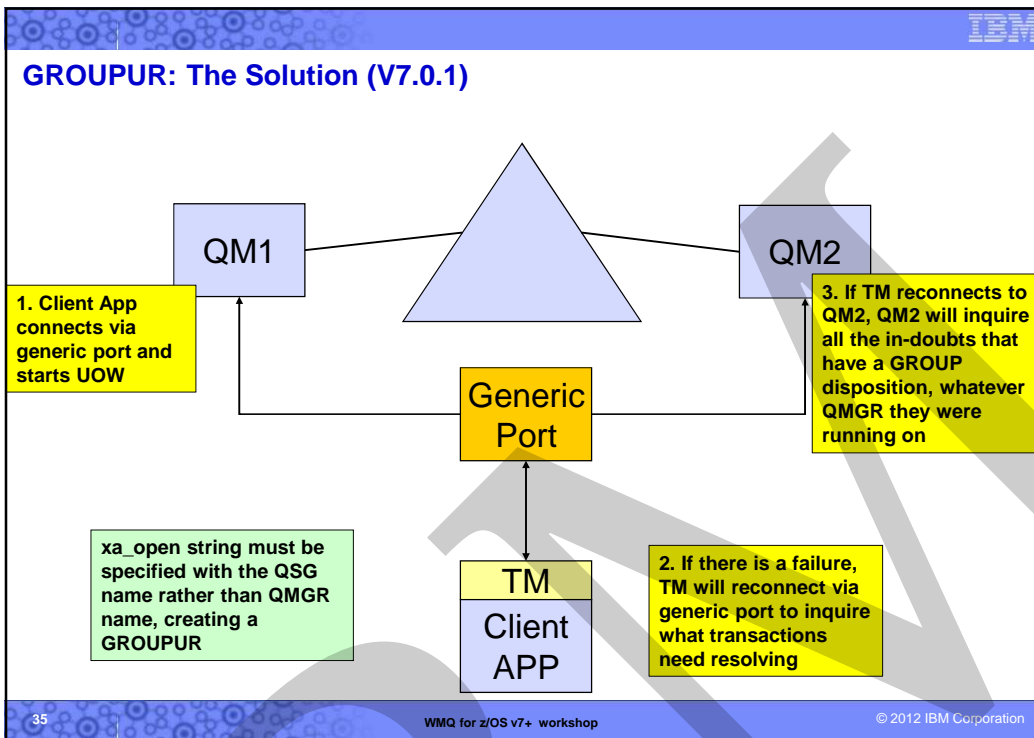 IBM
GROUPUR: The Solution (V7.0.1)
QM1
QM2
1. Client App
connects via
generic port and
starts UOW
3. If TM reconnects to
QM2, QM2 will inquire
all the in-doubts that
have a GROUP
disposition, whatever
QMGR they were
running on
Generic
Port
xa_open string must be
specified with the QSG
name rather than QMGR
name, creating a
GROUPUR
TM
Client
APP
2. If there is a failure,
TM will reconnect via
generic port to inquire
what transactions
need resolving
35
WMQ for z/OS v7+ workshop
© 2012 IBM Corporation